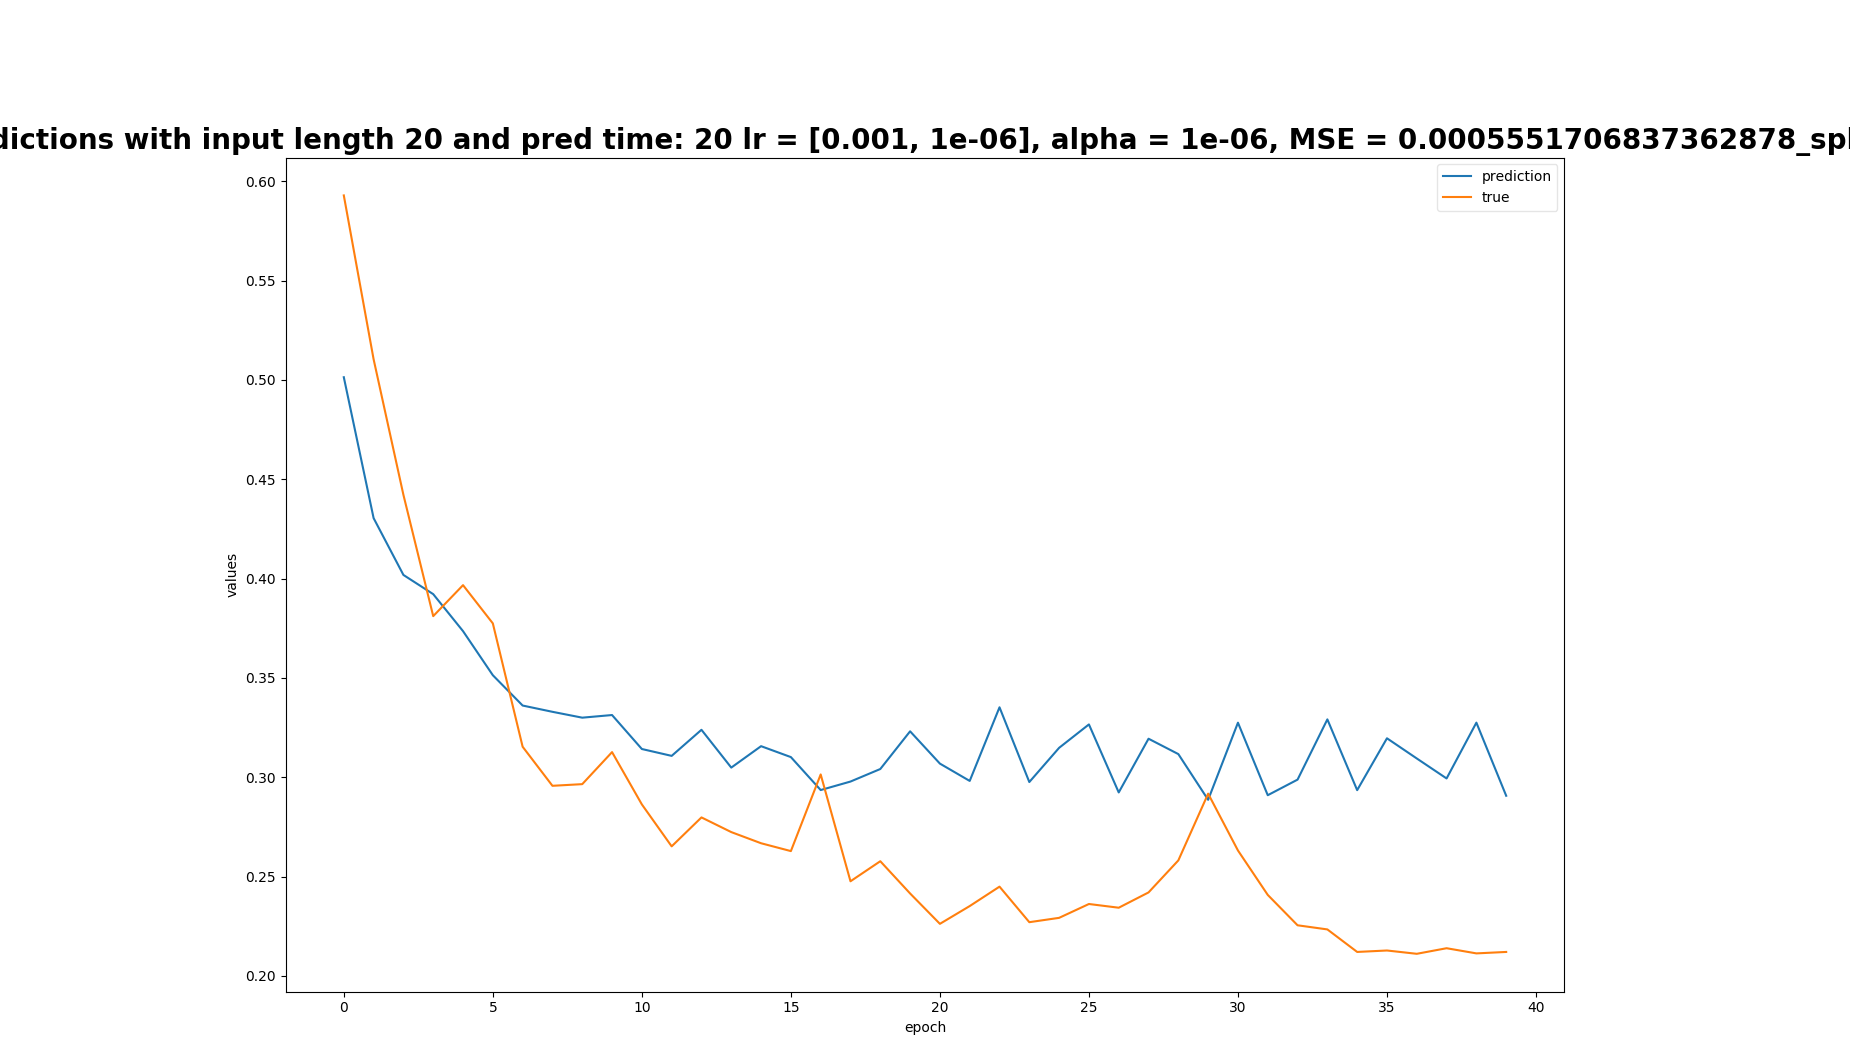 dictions with input length 20 and pred time: 20 lr = [0.001, 1e-06], alpha = 1e-06, MSE = 0.0005551706837362878_spl
prediction
true
0.60
0.55
0.50
0.45
0.40
0.35
0.30
0.25
0.20
values
0 5 10 15 20 25 30 35 40
epoch